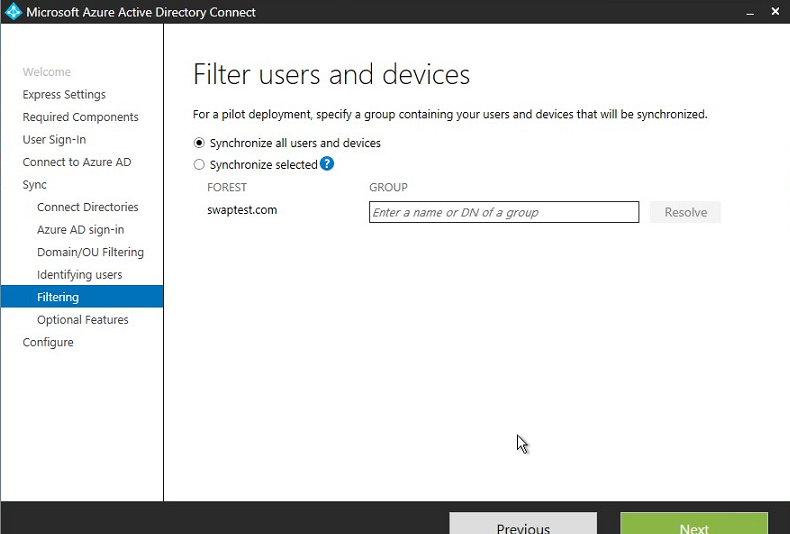 Microsoft Azure Active Directory Connect
Welcome
Express Settings
Required Components
User Sign-In
Connect to Azure AD
Sync
Connect Directories
Azure AD sign-in
Domain/OU Filtering
Identifying users
Filtering
Optional Features
Configure
Filter users and devices
For a pilot deployment, specify a group containing your users and devices that will be synchronized.
Synchronize all users and devices
Synchronize selected ?
FOREST GROUP
swaptest.com Enter a name or DN of a group Resolve
Previous Next